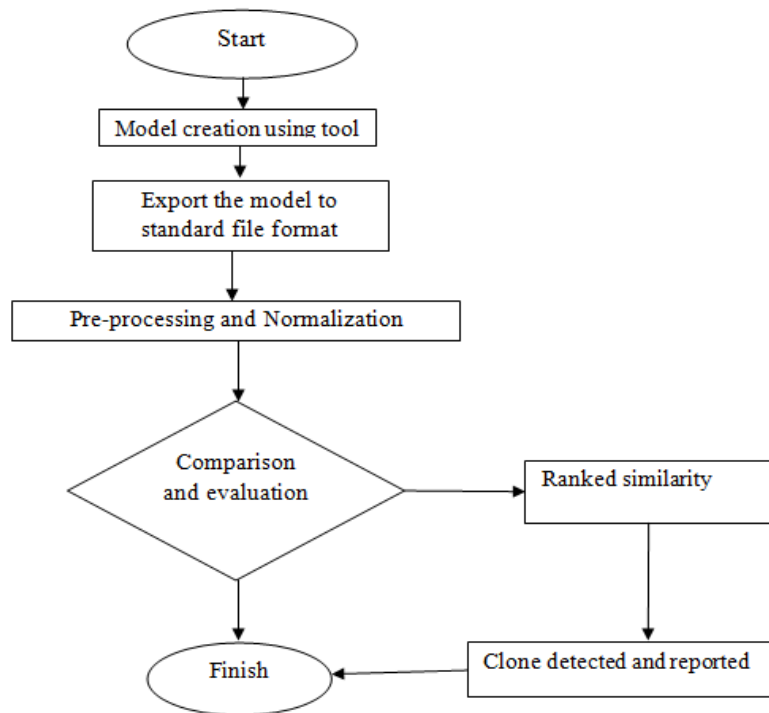 Start
Model creation using tool
Export the model to
standard file format
Pre-processing and Normalization
Comparison
and evaluation
Ranked similarity
Clone detected and reported
Finish